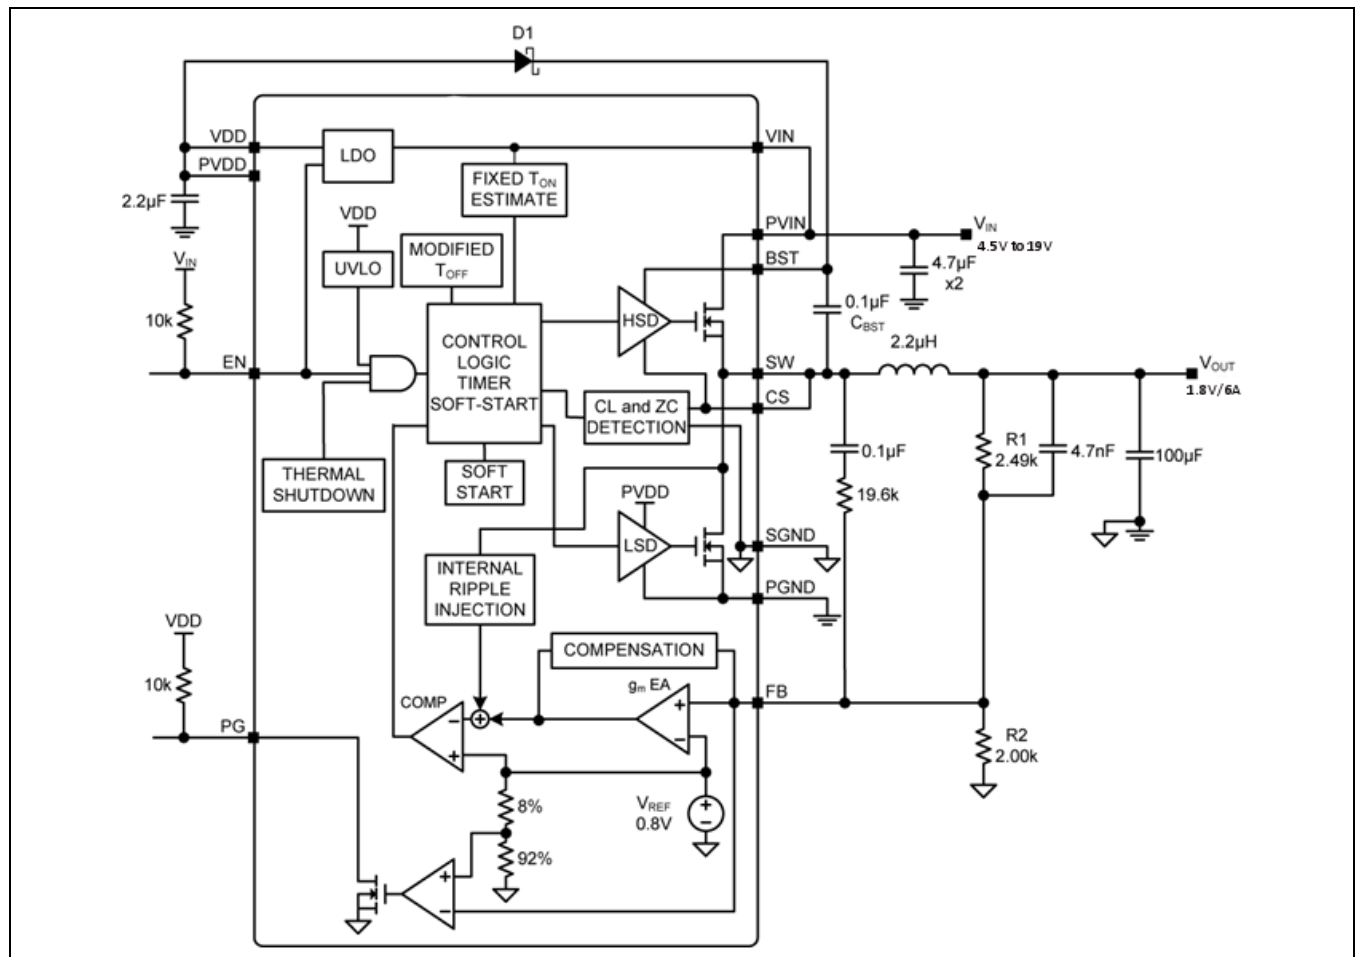 D1
VDD
LDO
VIN
PVDD
FIXED TON
ESTIMATE
2.2µF
VDD
PVIN
VIN
4.5V to 19V
MODIFIED
TOFF
VIN
UVLO
BST
4.7µF
x2
10k
HSD
0.1µF
CBST
CONTROL
LOGIC
TIMER
SOFT-START
2.2µH
EN
SW
VOUT
1.8V/6A
CS
CL and ZC
DETECTION
R1
2.49k
4.7nF
100µF
0.1µF
THERMAL
SHUTDOWN
SOFT
START
19.6k
PVDD
LSD
SGND
INTERNAL
RIPPLE
INJECTION
PGND
VDD
COMPENSATION
10k
gm EA
FB
COMP
+
−
+
PG
−
+
R2
2.00k
8%
VREF
0.8V
+
−
92%
+
−